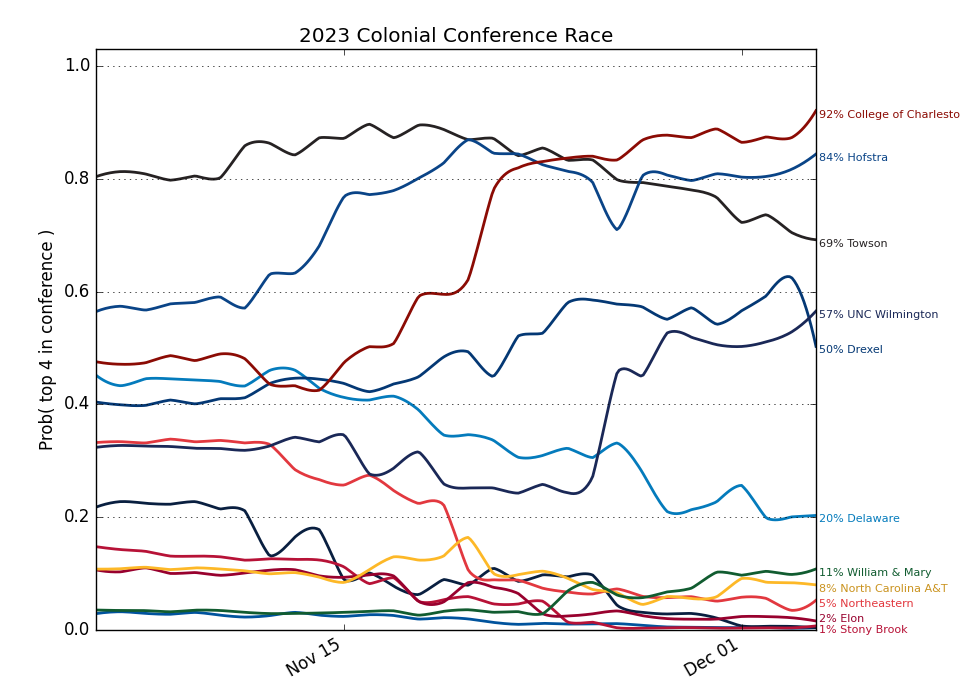 2023 Colonial Conference Race
1.0
0.8
0.6
0.4
0.2
0.0
Prob( top 4 in conference )
Nov 15
Dec 01
92% College of Charlesto
84% Hofstra
69% Towson
57% UNC Wilmington
50% Drexel
20% Delaware
11% William & Mary
8% North Carolina A&T
5% Northeastern
2% Elon
1% Stony Brook